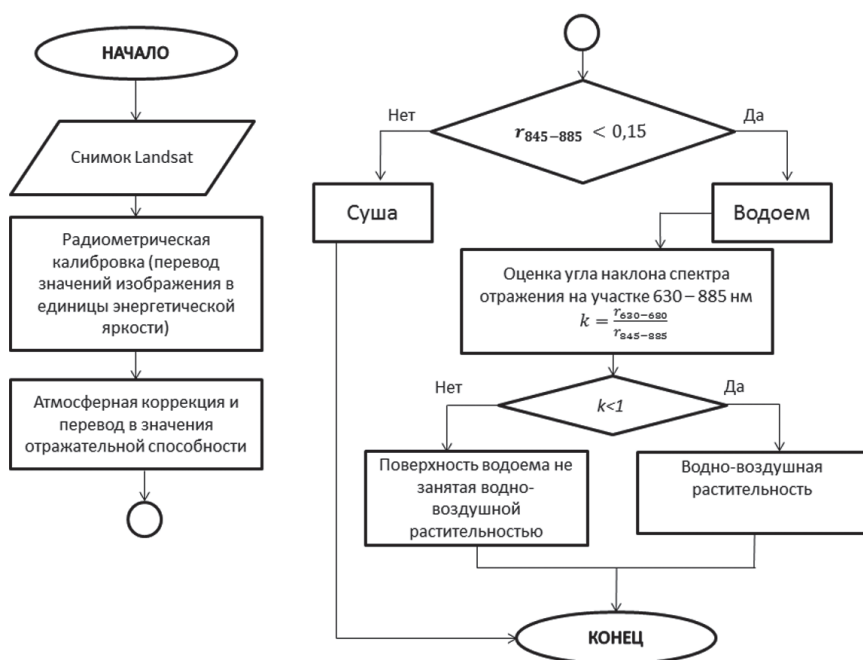 НАЧАЛО
Снимок Landsat
Радиометрическая
калибровка (перевод
значений изображения в
единицы энергетической
яркости)
Атмосферная коррекция и
перевод в значения
отражательной способности
r845−885 < 0,15
Нет
Да
Суша
Водоем
Оценка угла наклона спектра
отражения на участке 630 – 885 нм
k = r630−680 / r845−885
k<1
Нет
Да
Поверхность водоема не
занятая водно-
воздушной
растительностью
Водно-воздушная
растительность
КОНЕЦ